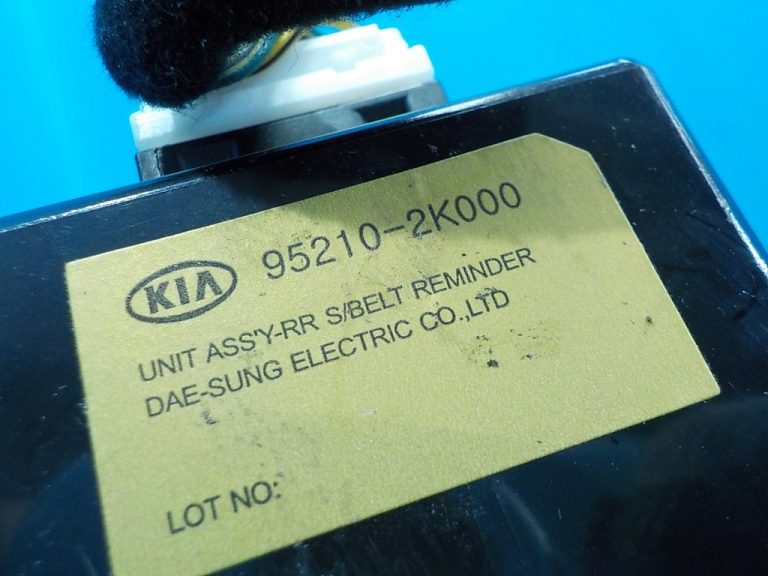 KIA 95210-2K000
UNIT ASS'Y-RR S/BELT REMINDER
DAE-SUNG ELECTRIC CO.,LTD
LOT NO: